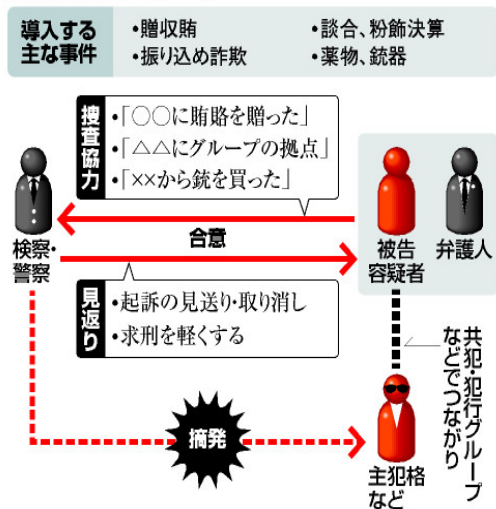 導入する
主な事件
・贈収賄
・談合、粉飾決算
・振り込め詐欺
・薬物、銃器
捜査協力
・「○○に賄賂を贈った」
・「△△にグループの拠点」
・「××から銃を買った」
検察・
警察
合意
被告
容疑者
弁護人
見返り
・起訴の見送り・取り消し
・求刑を軽くする
共犯・犯行グループ
などでつながり
摘発
主犯格
など